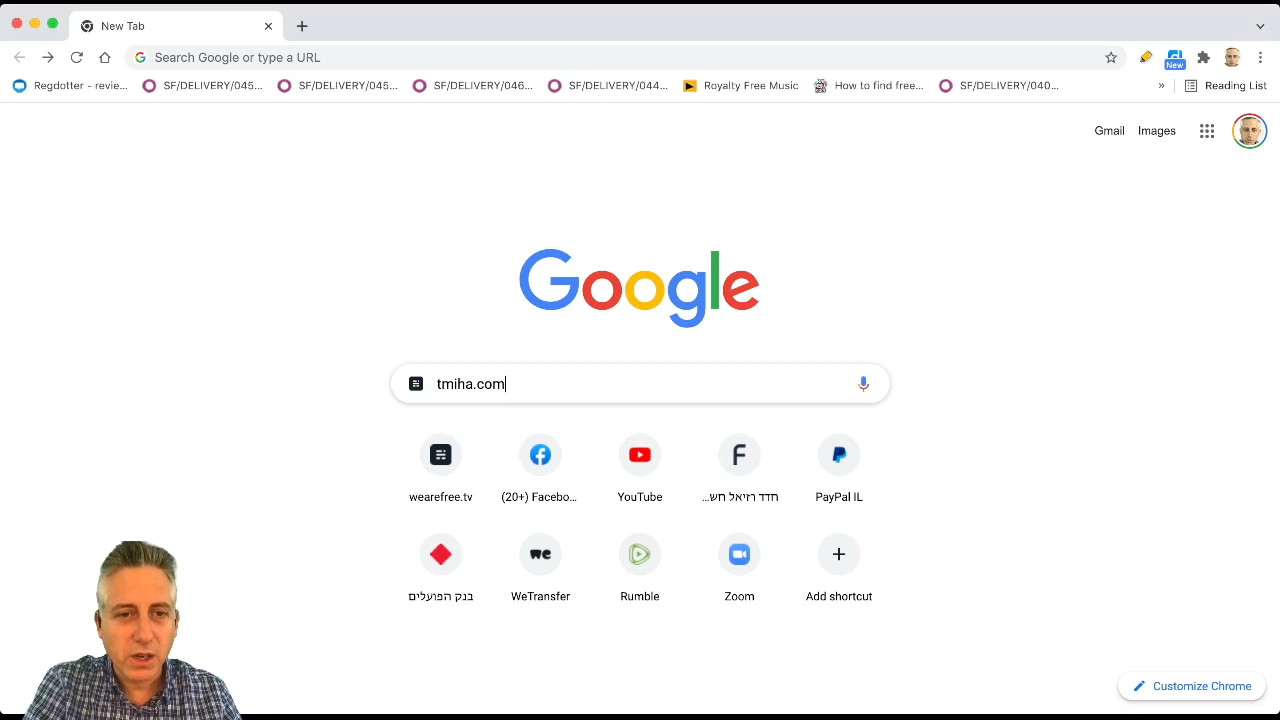 New Tab
Search Google or type a URL
New
Regdotter - revie...
SF/DELIVERY/045...
SF/DELIVERY/045...
SF/DELIVERY/046...
SF/DELIVERY/044...
Royalty Free Music
How to find free...
SF/DELIVERY/040...
»
Reading List
Gmail
Images
Google
tmiha.com
wearefree.tv
(20+) Facebo...
YouTube
חדד רזיאל חש...
PayPal IL
we
בנק הפועלים
WeTransfer
Rumble
Zoom
Add shortcut
Customize Chrome